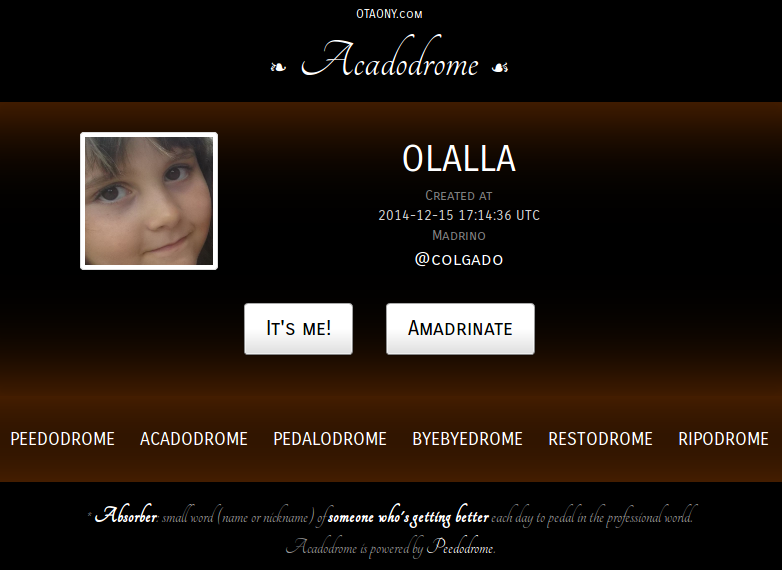 OTAONY.COM
❧ Acadodrome ☙
OLALLA
CREATED AT
2014-12-15 17:14:36 UTC
MADRINO
@COLGADO
IT'S ME!
AMADRINATE
PEEDODROME ACADODROME PEDALODROME BYEBYEDROME RESTODROME RIPODROME
* Absorber: small word (name or nickname) of someone who's getting better each day to pedal in the professional world.
Acadodrome is powered by Peedodrome.